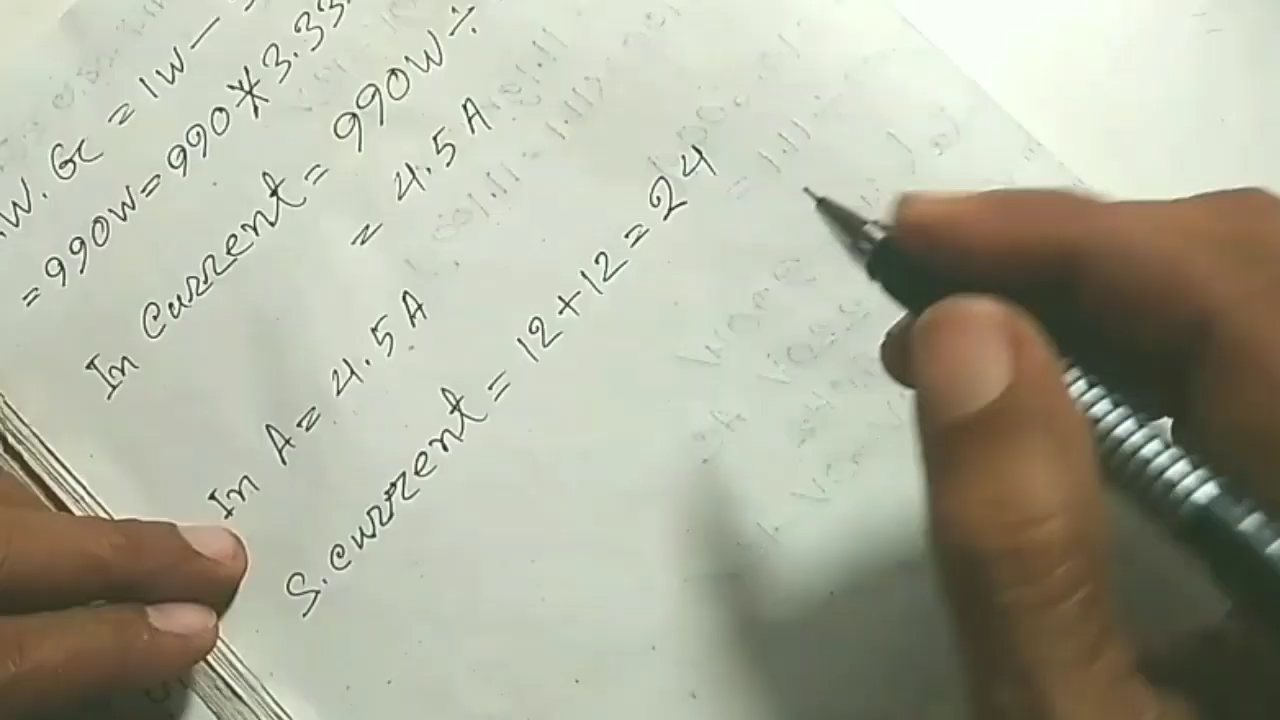 W. Gc = 1W -
= 990W = 990 * 3.33
In Current = 990W ÷
= 4.5 A
In A = 4.5 A
S. current = 12 + 12 = 24